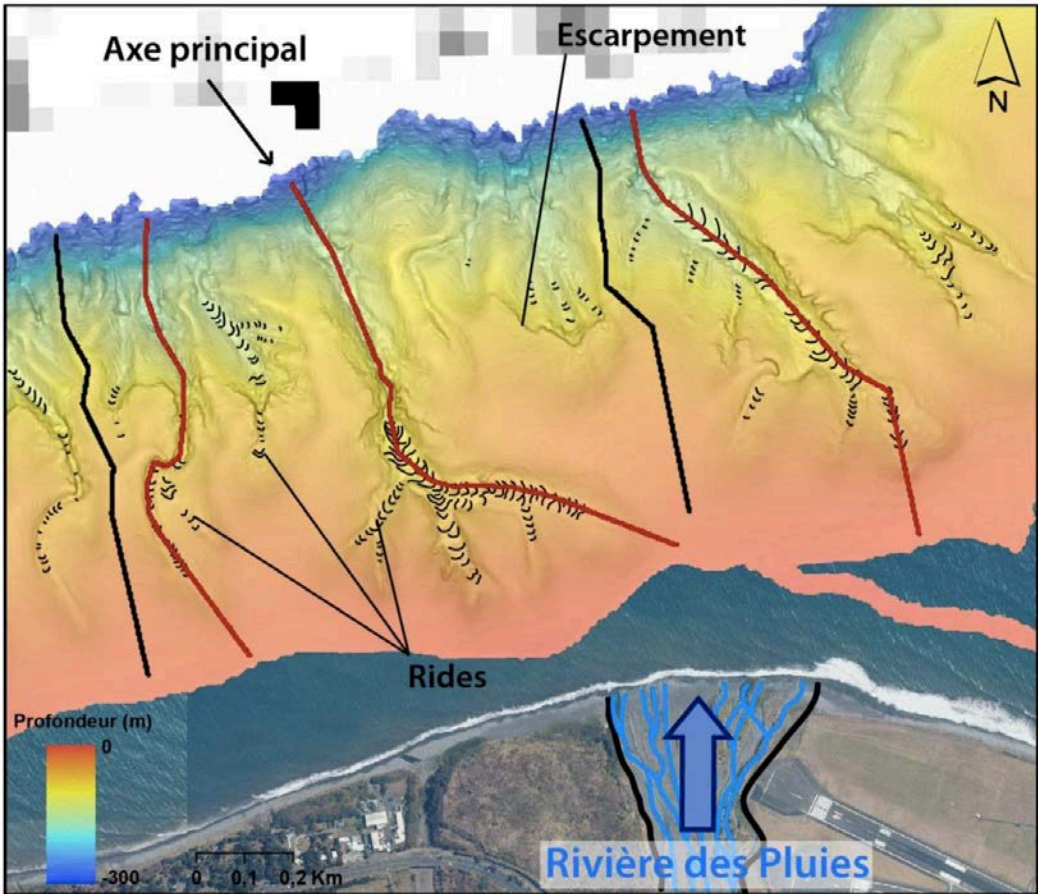 Axe principal
Escarpement
N
Rides
Profondeur (m)
0
-300
0 0,1 0,2 Km
Rivière des Pluies